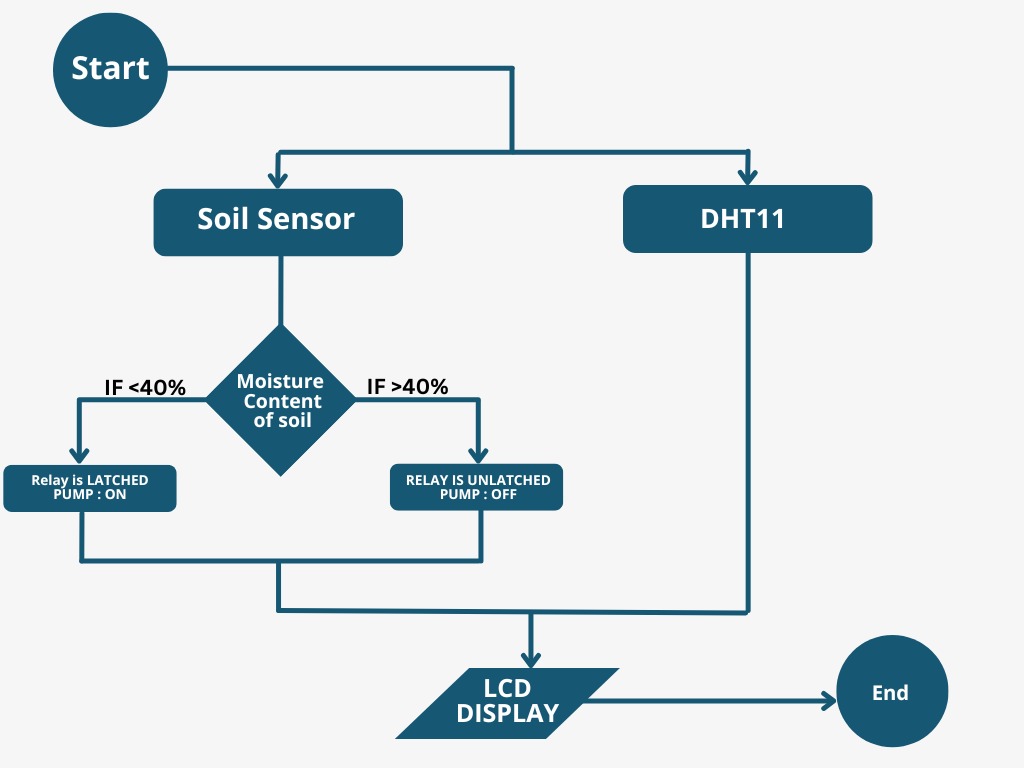 Start
Soil Sensor
DHT11
IF <40%
Moisture
Content
of soil
IF >40%
Relay is LATCHED
PUMP : ON
RELAY IS UNLATCHED
PUMP : OFF
LCD
DISPLAY
End